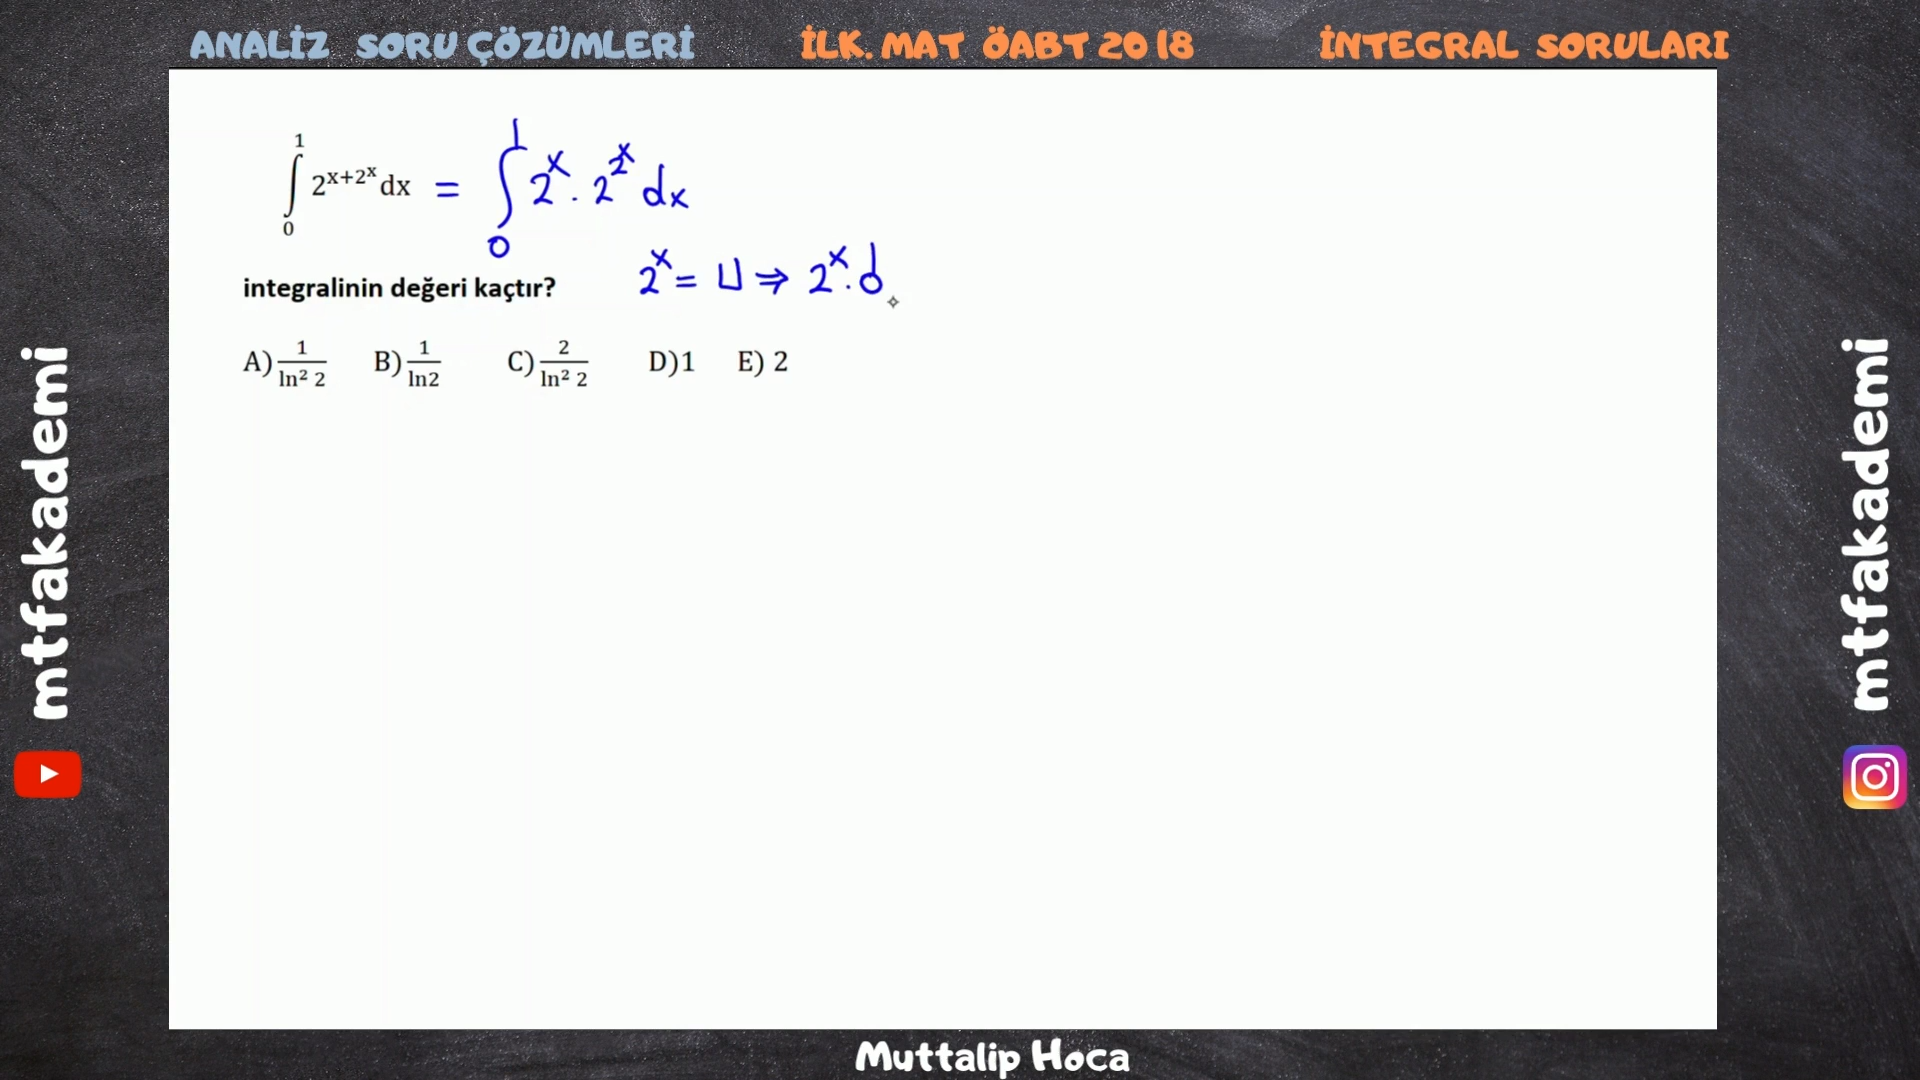 ANALİZ SORU ÇÖZÜMLERİ İLK. MAT ÖABT 2018 İNTEGRAL SORULARI
∫₀¹ 2^(x+2^x) dx = ∫₀¹ 2^x . 2^(2^x) dx
2^x = u ⇒ 2^x . d
integralinin değeri kaçtır?
A) 1/ln² 2 B) 1/ln2 C) 2/ln² 2 D)1 E) 2
mtfakademi
mtfakademi
Muttalip Hoca